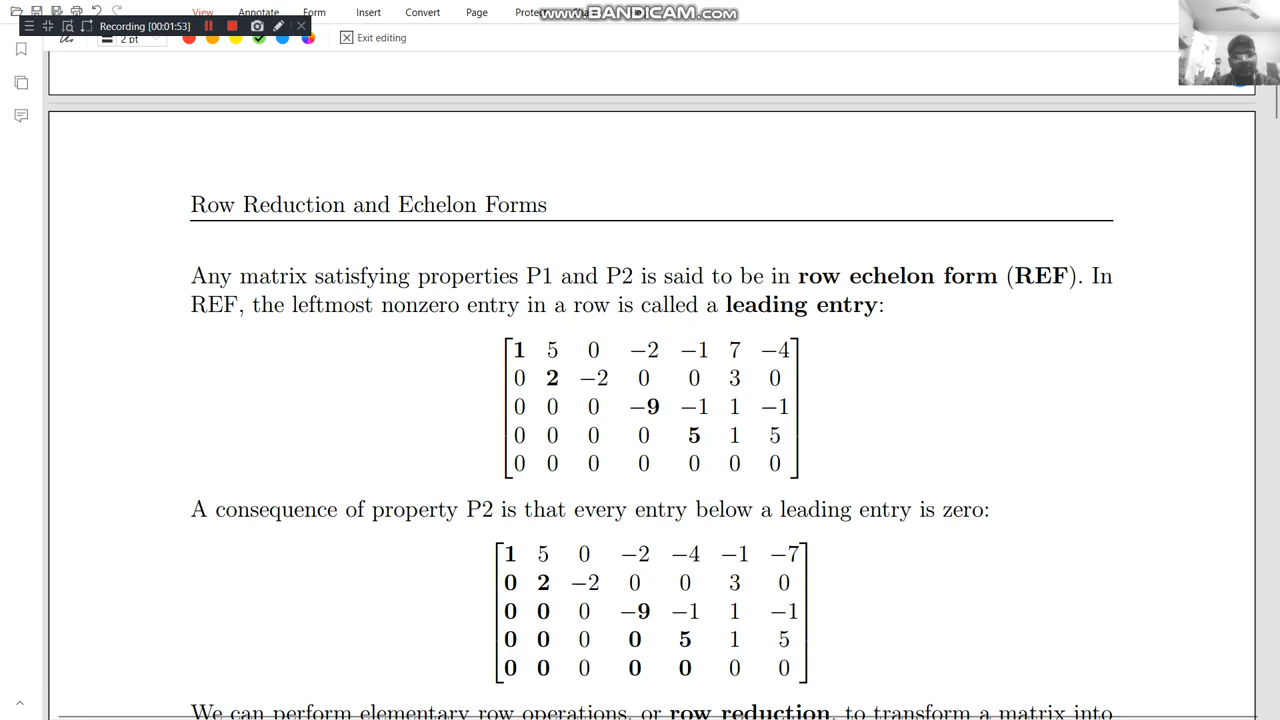 View Insert Convert Page
www.BANDICAM.com
Recording [00:01:53]
Annotate Form
2 pt Exit editing
Row Reduction and Echelon Forms
Any matrix satisfying properties P1 and P2 is said to be in row echelon form (REF). In
REF, the leftmost nonzero entry in a row is called a leading entry:
1 5 0 −2 −1 7 −4
0 2 −2 0 0 3 0
0 0 0 −9 −1 1 −1
0 0 0 0 5 1 5
0 0 0 0 0 0 0
A consequence of property P2 is that every entry below a leading entry is zero:
1 5 0 −2 −4 −1 −7
0 2 −2 0 0 3 0
0 0 0 −9 −1 1 −1
0 0 0 0 5 1 5
0 0 0 0 0 0 0
We can perform elementary row operations, or row reduction, to transform a matrix into